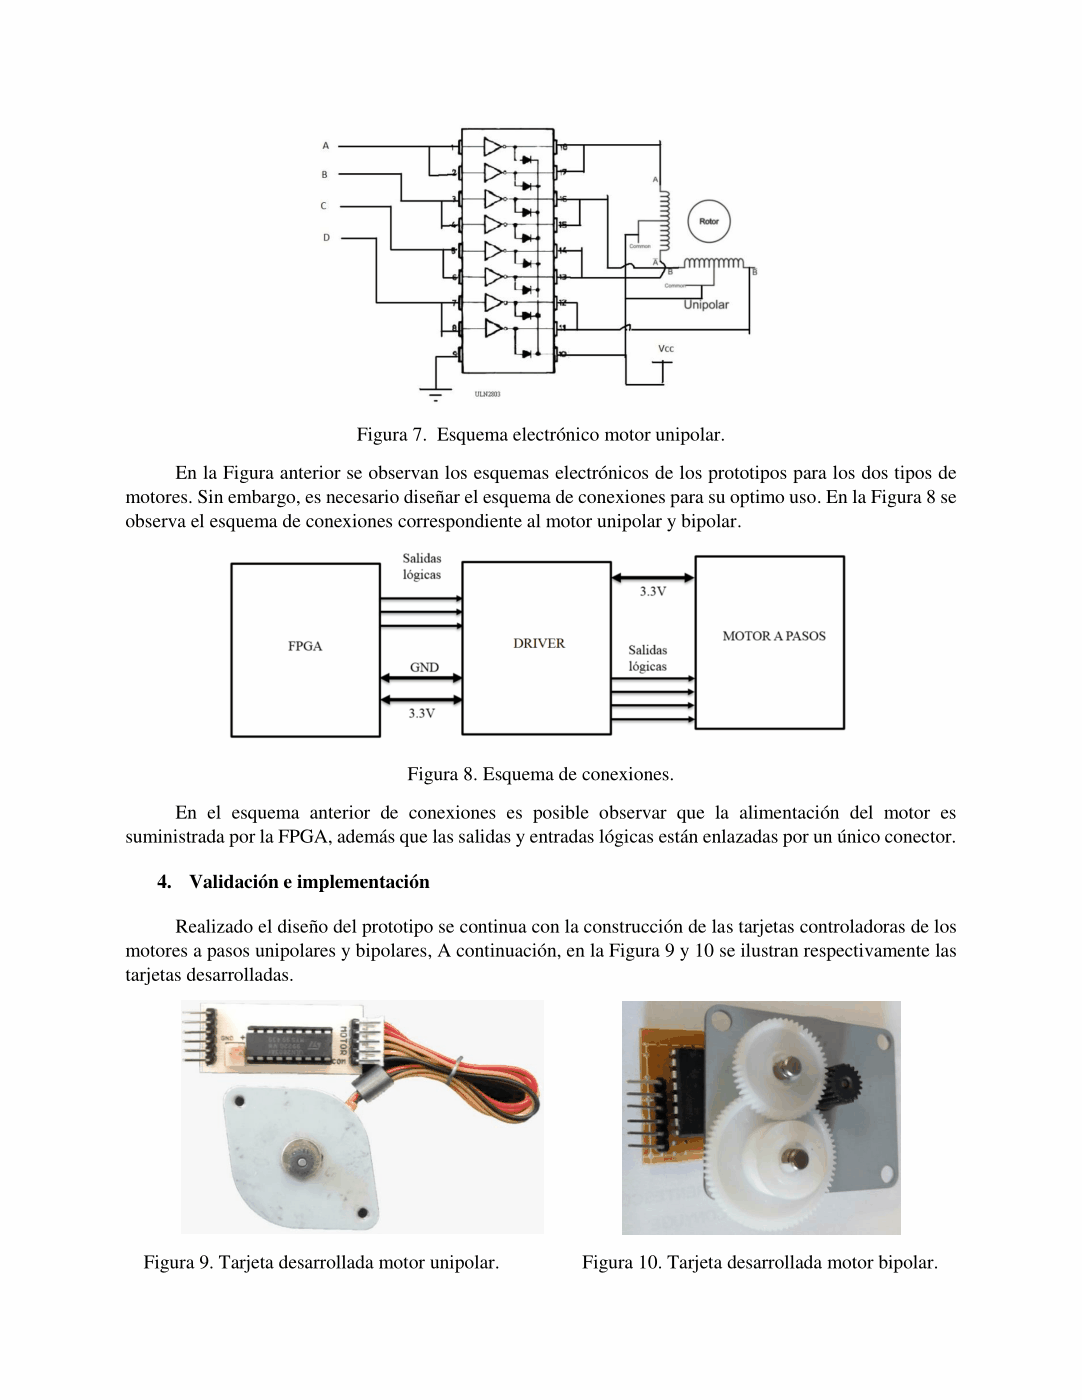 A
B
C
D
1
2
3
4
5
6
7
8
9
18
17
16
15
14
13
12
11
10
A
Common
A
Rotor
B
B
Common
Unipolar
Vcc
ULN2803
Figura 7.  Esquema electrónico motor unipolar.
En la Figura anterior se observan los esquemas electrónicos de los prototipos para los dos tipos de
motores. Sin embargo, es necesario diseñar el esquema de conexiones para su optimo uso. En la Figura 8 se
observa el esquema de conexiones correspondiente al motor unipolar y bipolar.
FPGA
Salidas
lógicas
GND
3.3V
DRIVER
3.3V
Salidas
lógicas
MOTOR A PASOS
Figura 8. Esquema de conexiones.
En el esquema anterior de conexiones es posible observar que la alimentación del motor es
suministrada por la FPGA, además que las salidas y entradas lógicas están enlazadas por un único conector.
4. Validación e implementación
Realizado el diseño del prototipo se continua con la construcción de las tarjetas controladoras de los
motores a pasos unipolares y bipolares, A continuación, en la Figura 9 y 10 se ilustran respectivamente las
tarjetas desarrolladas.
GND +
MOTOR
COM
Figura 9. Tarjeta desarrollada motor unipolar.
Figura 10. Tarjeta desarrollada motor bipolar.